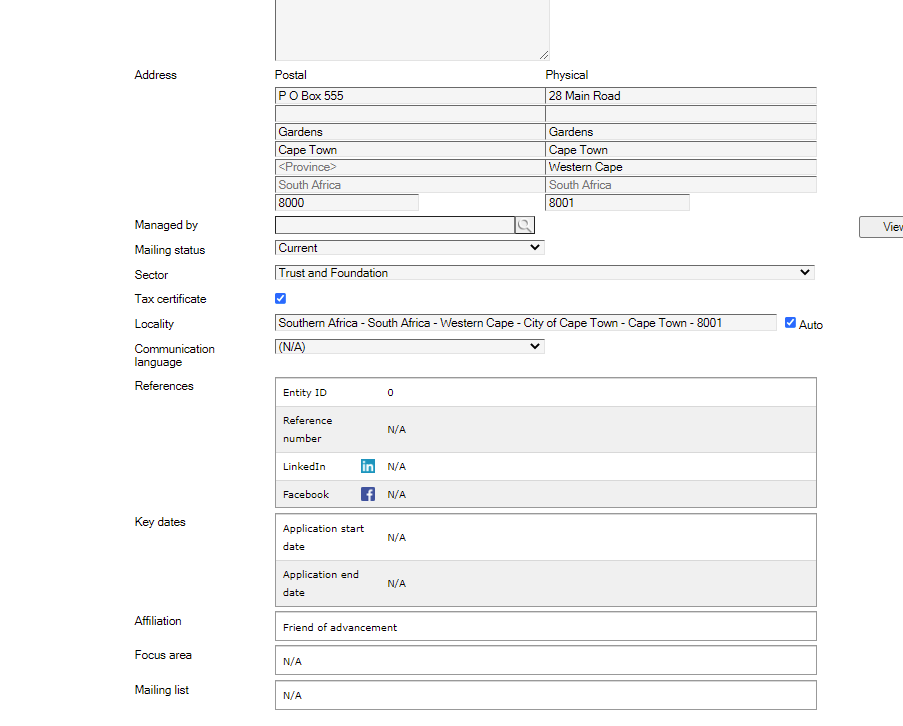 Address Postal Physical
P O Box 555 28 Main Road
Gardens Gardens
Cape Town Cape Town
<Province> Western Cape
South Africa South Africa
8000 8001
Managed by
View
Mailing status Current
Sector Trust and Foundation
Tax certificate
Locality Southern Africa - South Africa - Western Cape - City of Cape Town - Cape Town - 8001 Auto
Communication
language
(N/A)
References
Entity ID 0
Reference
number
N/A
LinkedIn in N/A
Facebook f N/A
Key dates
Application start
date
N/A
Application end
date
N/A
Affiliation Friend of advancement
Focus area N/A
Mailing list N/A